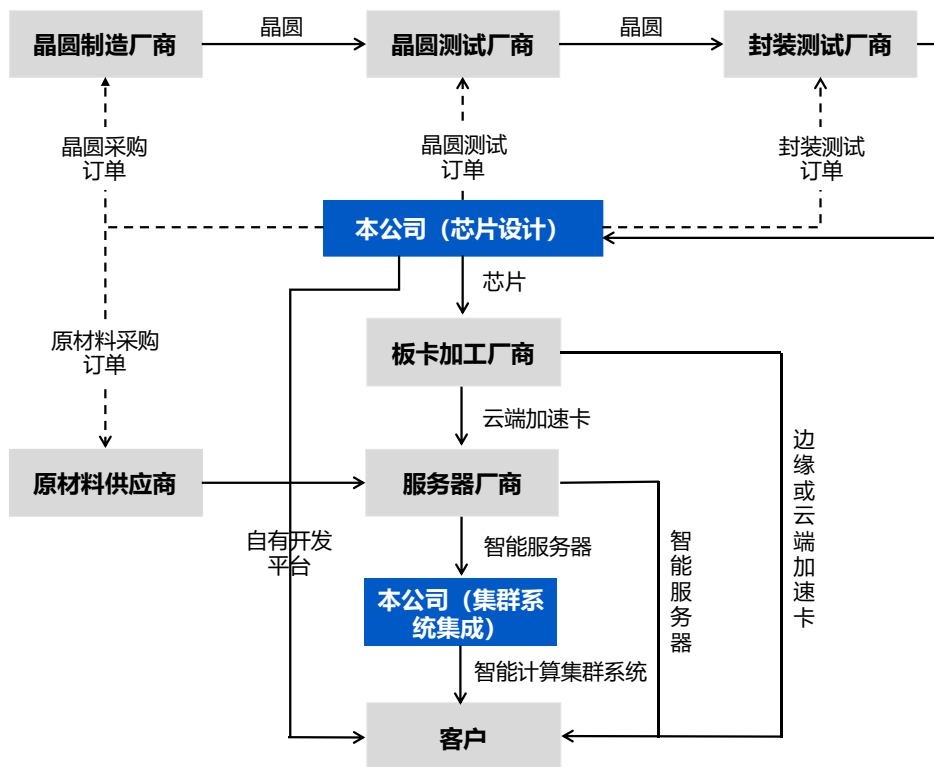 晶圆制造厂商
晶圆
晶圆测试厂商
晶圆
封装测试厂商
晶圆采购
订单
晶圆测试
订单
封装测试
订单
本公司（芯片设计）
芯片
原材料采购
订单
板卡加工厂商
云端加速卡
边缘或云端加速卡
原材料供应商
服务器厂商
自有开发
平台
智能服务器
智能服务器
本公司（集群系
统集成）
智能计算集群系统
客户